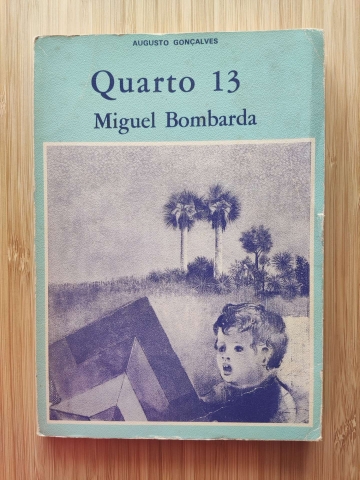 AUGUSTO GONÇALVES
Quarto 13
Miguel Bombarda